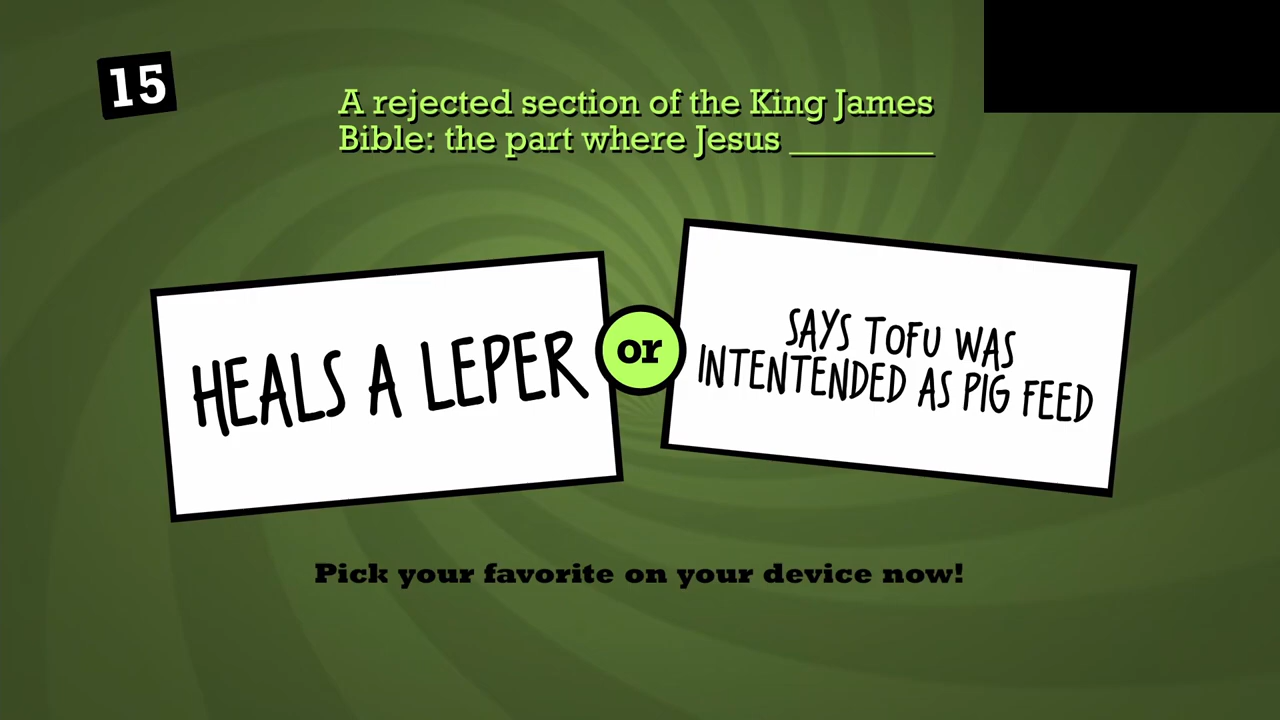 15
A rejected section of the King James
Bible: the part where Jesus ________
HEALS A LEPER
or
SAYS TOFU WAS
INTENTENDED AS PIG FEED
Pick your favorite on your device now!